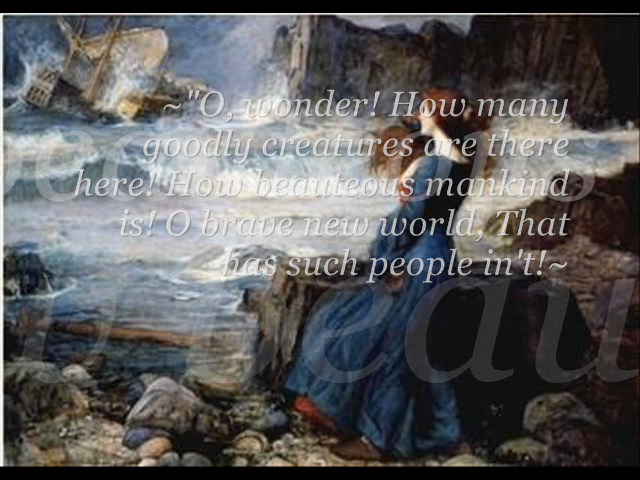 ~"O, wonder! How many
goodly creatures are there
here! How beauteous mankind
is! O brave new world, That
has such people in't!~
beau